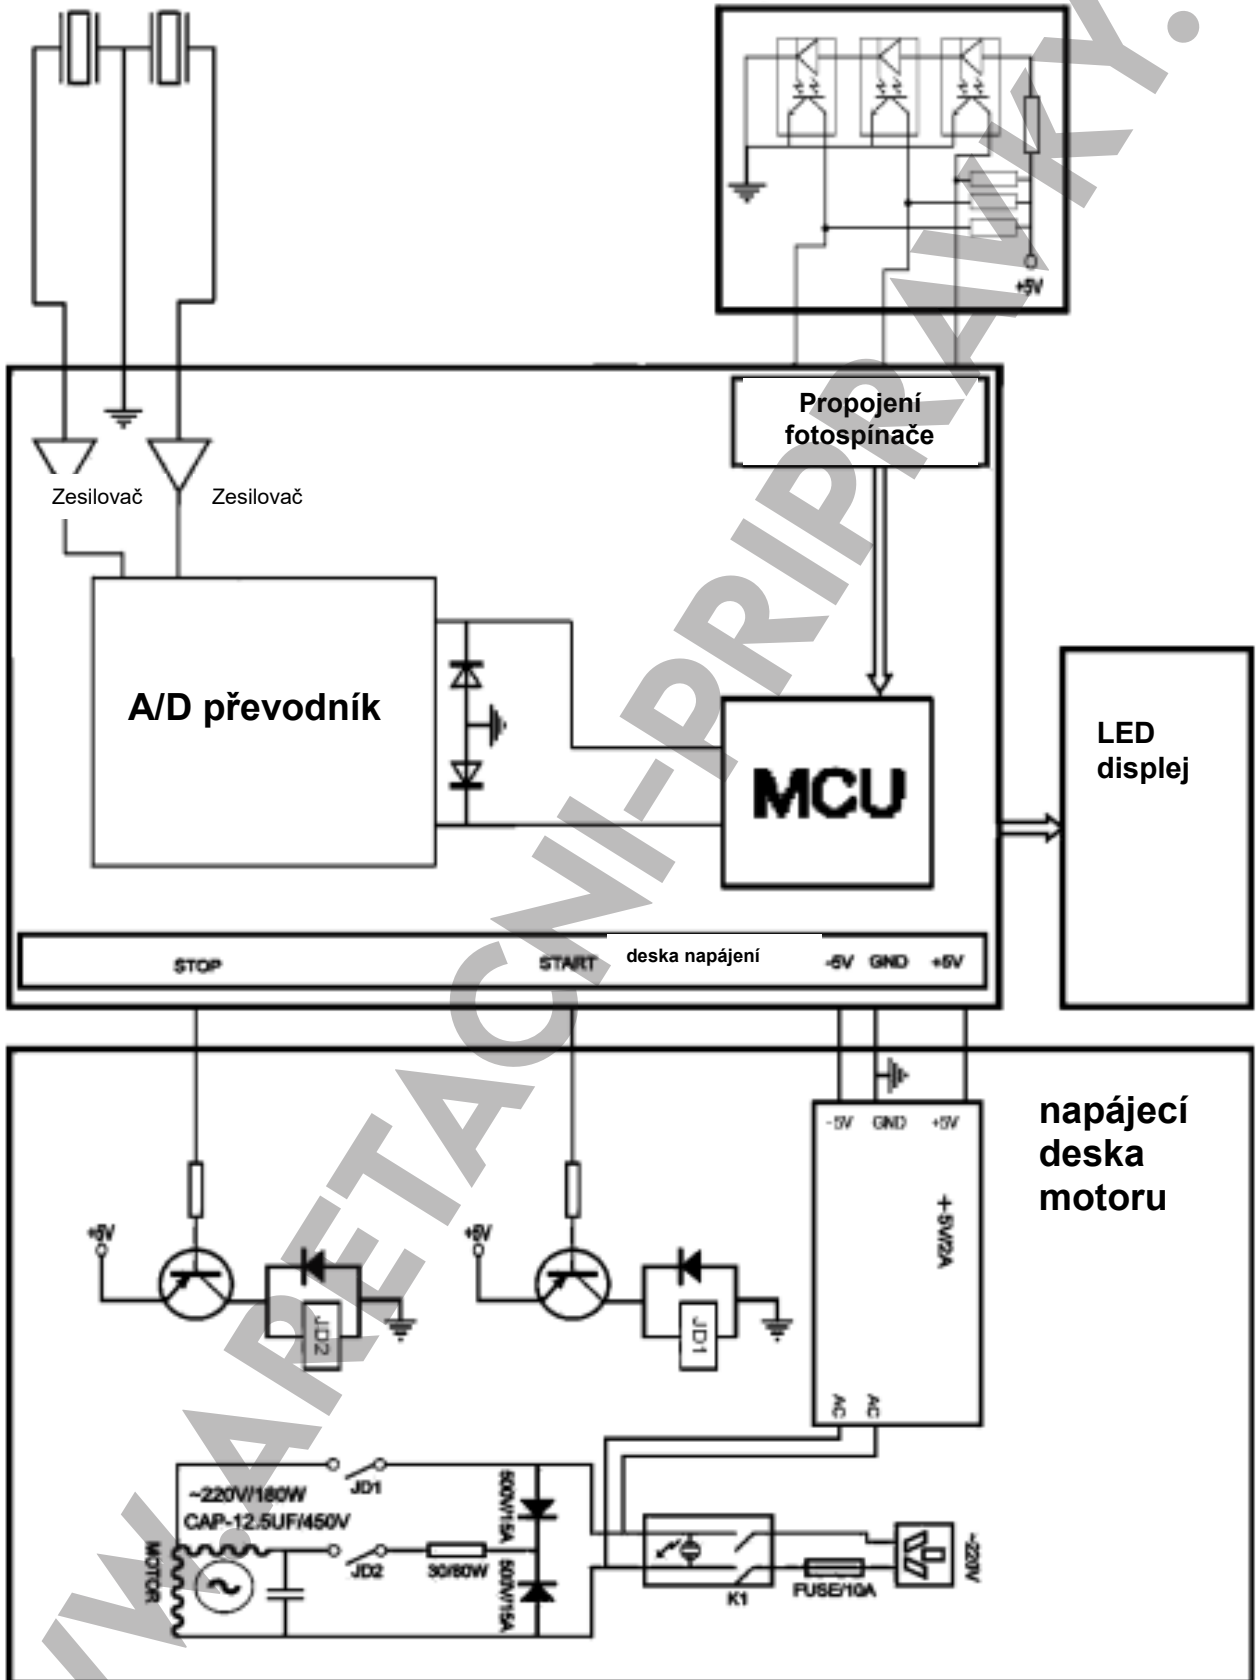 +5V
Propojení
fotospínače
Zesilovač
Zesilovač
A/D převodník
MCU
LED
displej
STOP
START
deska napájení
-5V GND +5V
napájecí
deska
motoru
-5V GND +5V
+5V/2A
+5V
+5V
JD2
JD1
AC
AC
~220V/180W
CAP-12.5UF/450V
JD1
500V/15A
MOTOR
JD2
30/80W
500V/15A
K1
FUSE/10A
~220V
WW.ARETACNI-PRIPRAVKY.